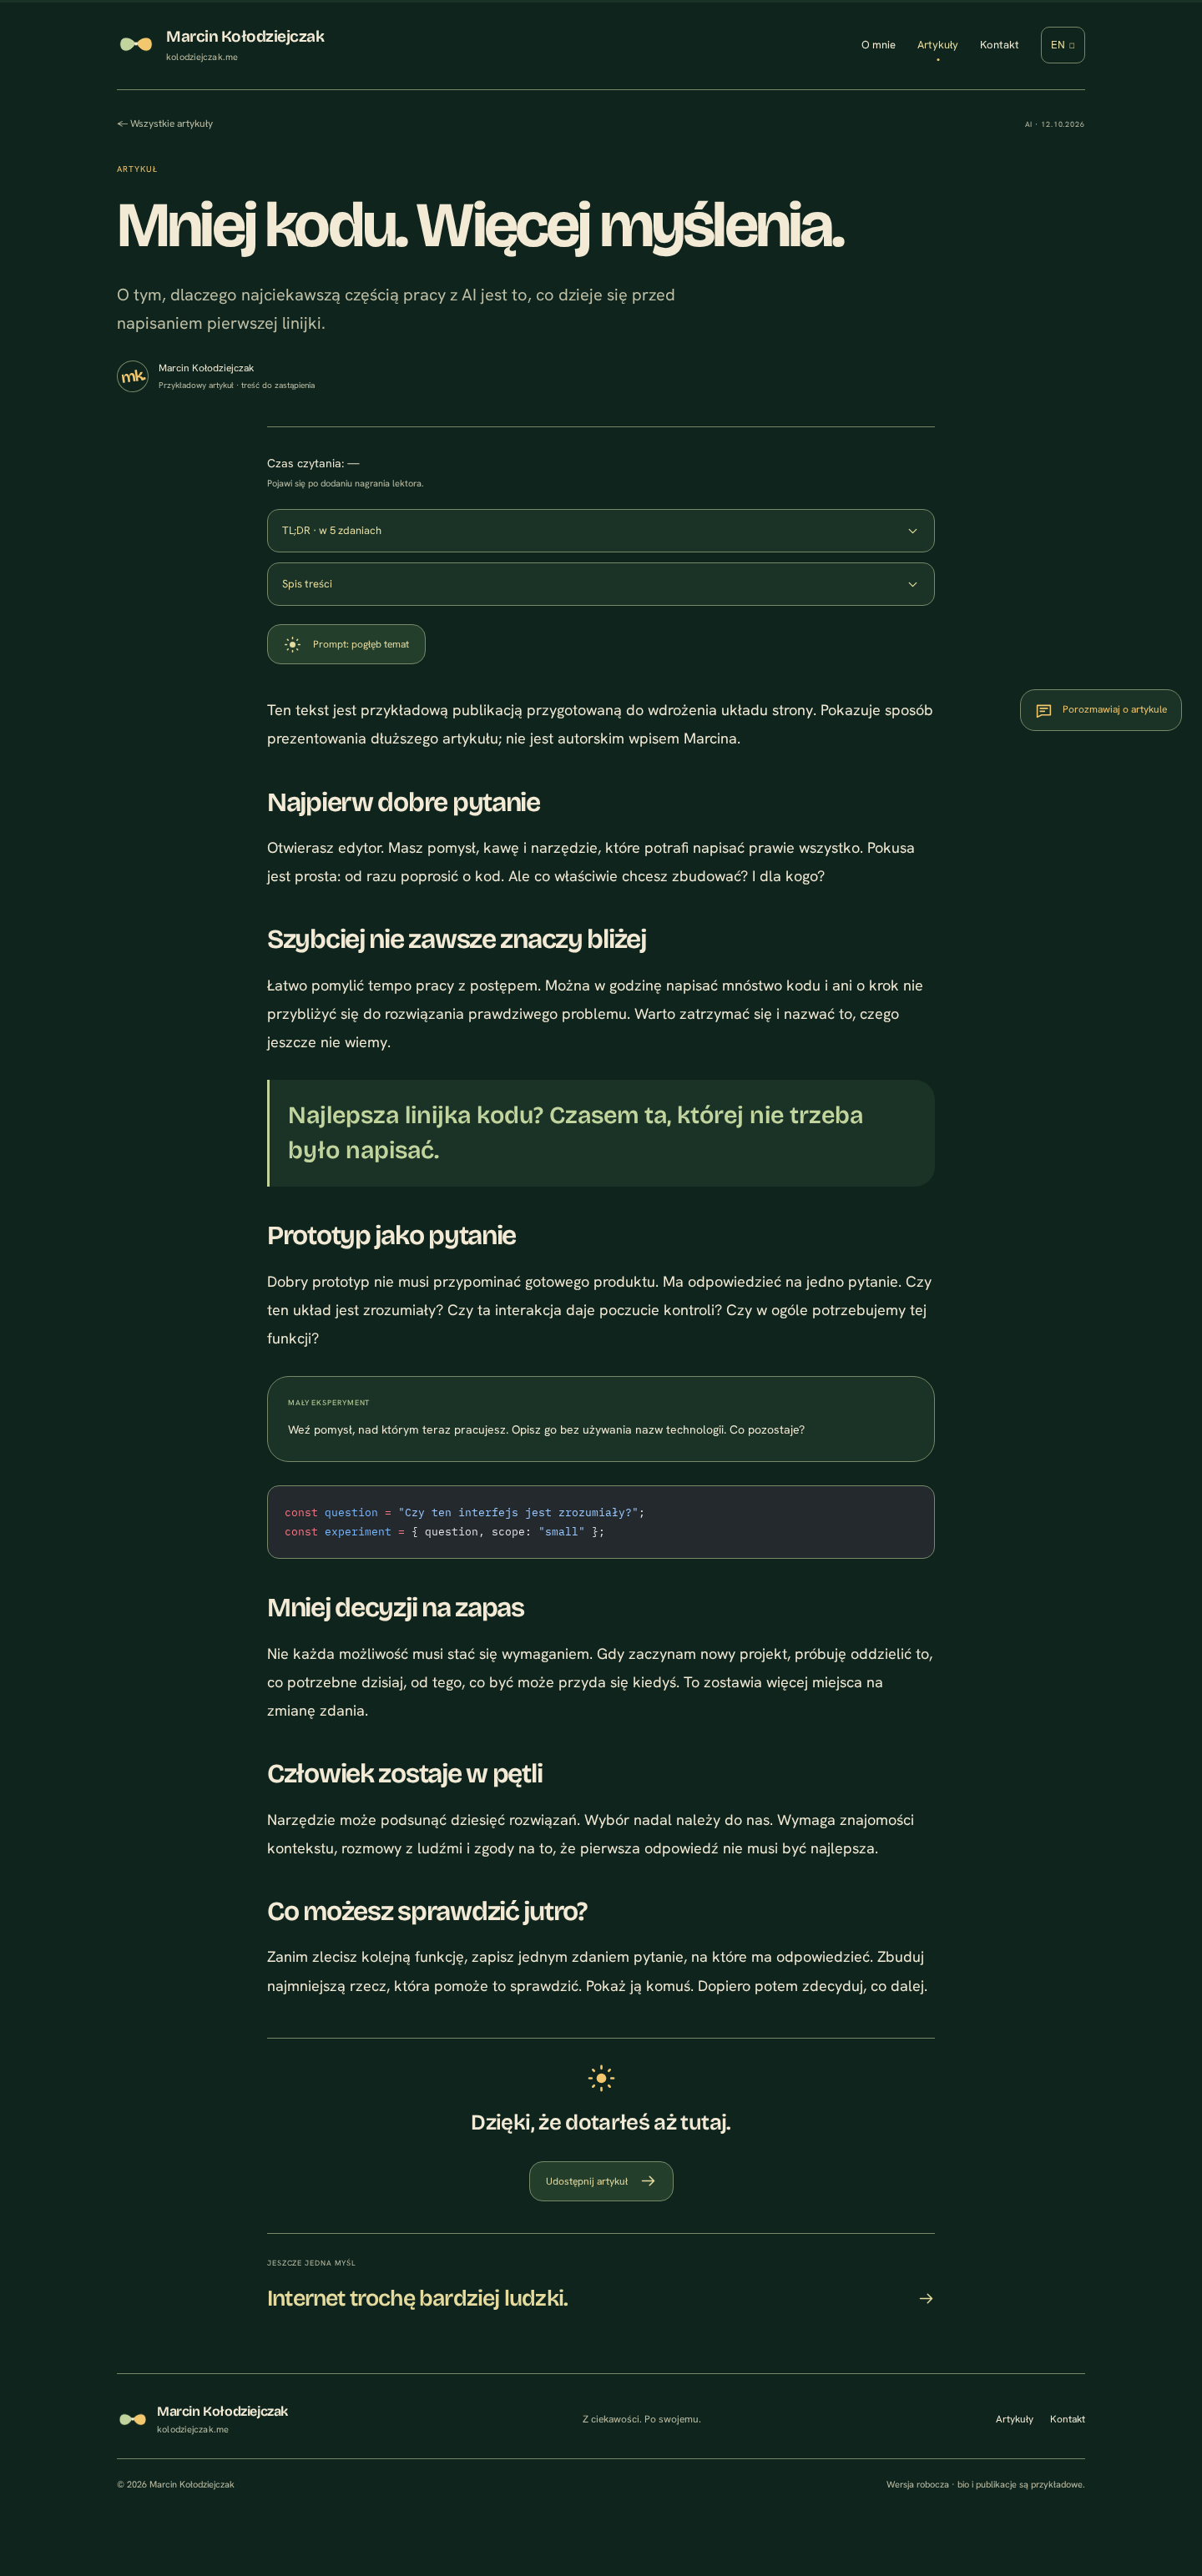 Marcin Kołodziejczak
kolodziejczak.me
O mnie
Artykuły
Kontakt
EN
← Wszystkie artykuły
AI · 12.10.2026
ARTYKUŁ
Mniej kodu. Więcej myślenia.
O tym, dlaczego najciekawszą częścią pracy z AI jest to, co dzieje się przed
napisaniem pierwszej linijki.
mk.
Marcin Kołodziejczak
Przykładowy artykuł · treść do zastąpienia
Czas czytania: —
Pojawi się po dodaniu nagrania lektora.
TL;DR · w 5 zdaniach
Spis treści
Prompt: pogłęb temat
Ten tekst jest przykładową publikacją przygotowaną do wdrożenia układu strony. Pokazuje sposób
prezentowania dłuższego artykułu; nie jest autorskim wpisem Marcina.
Porozmawiaj o artykule
Najpierw dobre pytanie
Otwierasz edytor. Masz pomysł, kawę i narzędzie, które potrafi napisać prawie wszystko. Pokusa
jest prosta: od razu poprosić o kod. Ale co właściwie chcesz zbudować? I dla kogo?
Szybciej nie zawsze znaczy bliżej
Łatwo pomylić tempo pracy z postępem. Można w godzinę napisać mnóstwo kodu i ani o krok nie
przybliżyć się do rozwiązania prawdziwego problemu. Warto zatrzymać się i nazwać to, czego
jeszcze nie wiemy.
Najlepsza linijka kodu? Czasem ta, której nie trzeba
było napisać.
Prototyp jako pytanie
Dobry prototyp nie musi przypominać gotowego produktu. Ma odpowiedzieć na jedno pytanie. Czy
ten układ jest zrozumiały? Czy ta interakcja daje poczucie kontroli? Czy w ogóle potrzebujemy tej
funkcji?
MAŁY EKSPERYMENT
Weź pomysł, nad którym teraz pracujesz. Opisz go bez używania nazw technologii. Co pozostaje?
const question = "Czy ten interfejs jest zrozumiały?";
const experiment = { question, scope: "small" };
Mniej decyzji na zapas
Nie każda możliwość musi stać się wymaganiem. Gdy zaczynam nowy projekt, próbuję oddzielić to,
co potrzebne dzisiaj, od tego, co być może przyda się kiedyś. To zostawia więcej miejsca na
zmianę zdania.
Człowiek zostaje w pętli
Narzędzie może podsunąć dziesięć rozwiązań. Wybór nadal należy do nas. Wymaga znajomości
kontekstu, rozmowy z ludźmi i zgody na to, że pierwsza odpowiedź nie musi być najlepsza.
Co możesz sprawdzić jutro?
Zanim zlecisz kolejną funkcję, zapisz jednym zdaniem pytanie, na które ma odpowiedzieć. Zbuduj
najmniejszą rzecz, która pomoże to sprawdzić. Pokaż ją komuś. Dopiero potem zdecyduj, co dalej.
Dzięki, że dotarłeś aż tutaj.
Udostępnij artykuł →
JESZCZE JEDNA MYŚL
Internet trochę bardziej ludzki. →
Marcin Kołodziejczak
kolodziejczak.me
Z ciekawości. Po swojemu.
Artykuły
Kontakt
© 2026 Marcin Kołodziejczak
Wersja robocza · bio i publikacje są przykładowe.